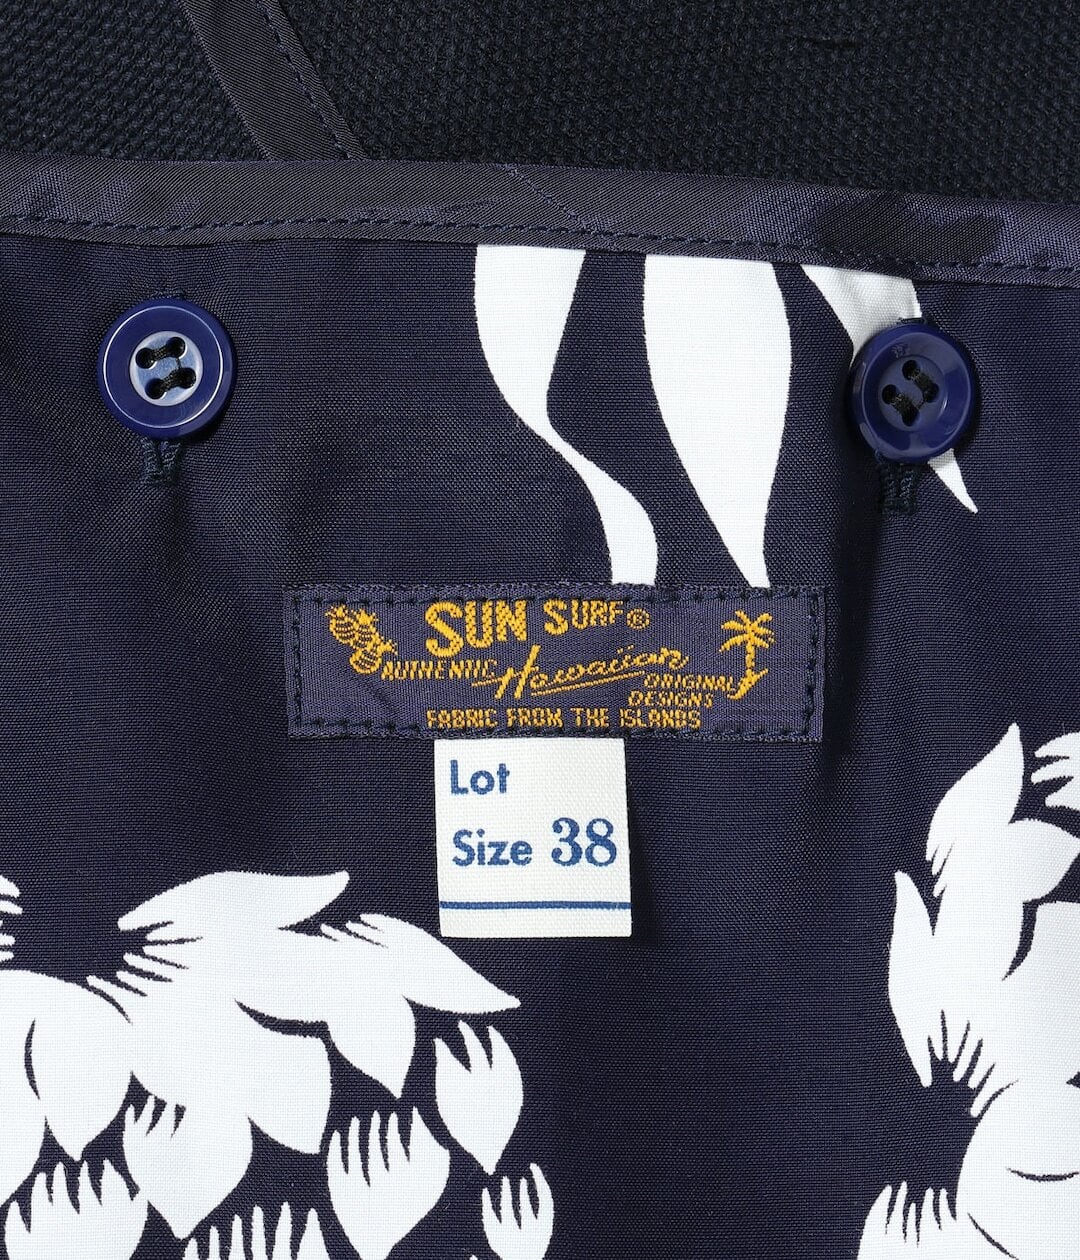 SUN SURF®
AUTHENTIC Hawaiian ORIGINAL
DESIGNS
FABRIC FROM THE ISLANDS
Lot
Size 38